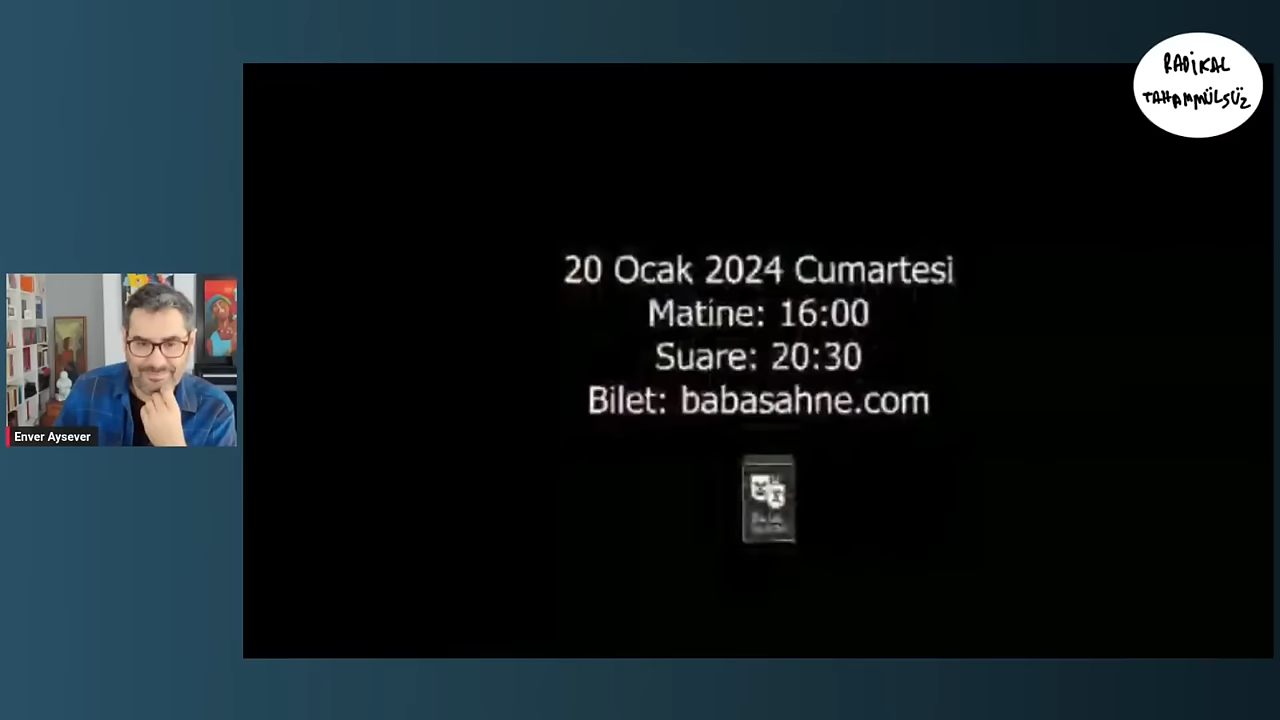 RADİKAL
TAHAMMÜLSÜZ
20 Ocak 2024 Cumartesi
Matine: 16:00
Suare: 20:30
Bilet: babasahne.com
Enver Aysever